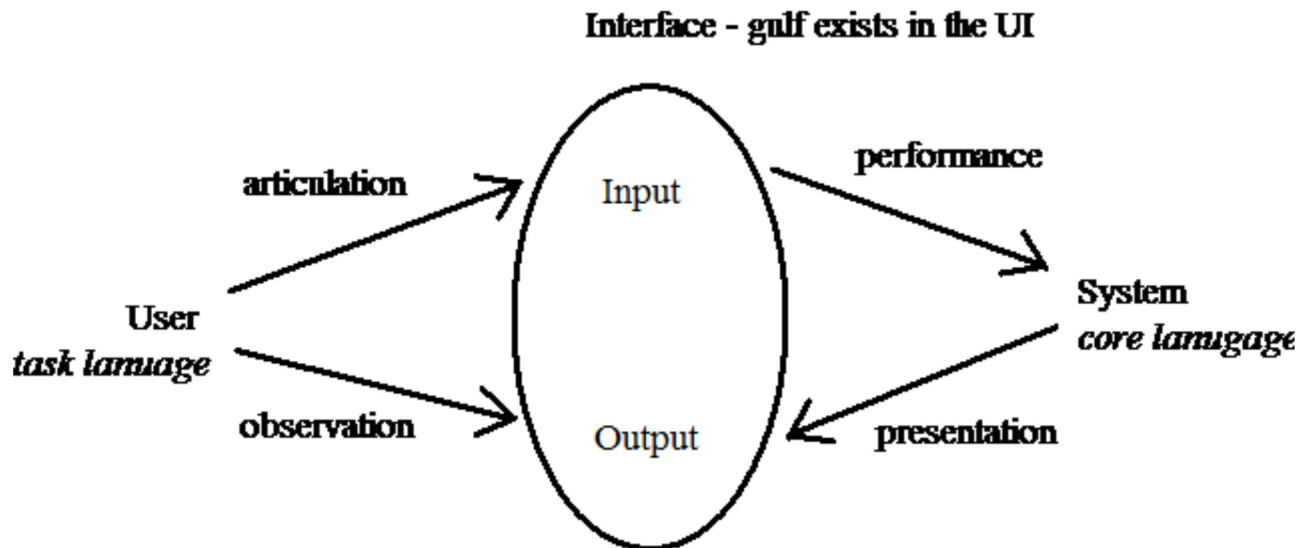 Interface - gulf exists in the UI
performance
articulation
Input
System
core lanugage
User
task lanuage
observation
Output
presentation